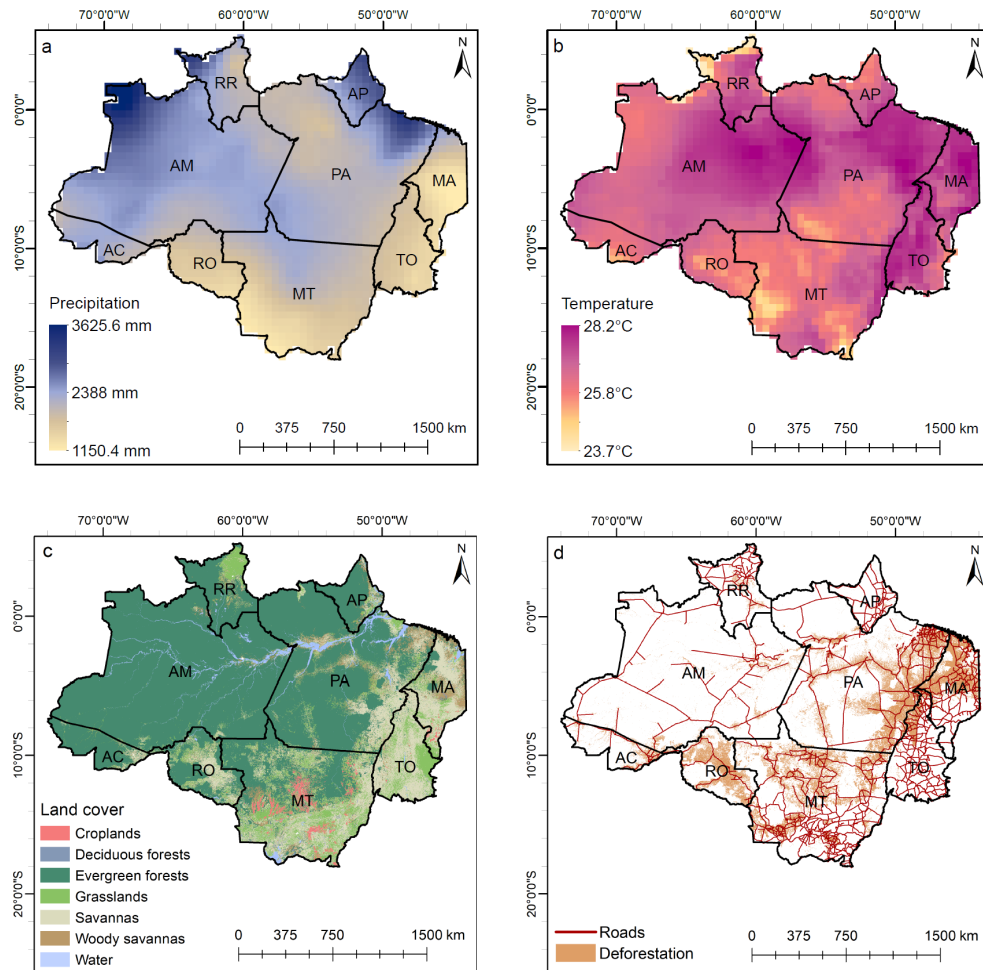 70°0'0"W 60°0'0"W 50°0'0"W
a
N
RR
AP
0°0'0"
AM
PA
MA
AC
10°0'0"S
RO
TO
MT
Precipitation
3625.6 mm
2388 mm
1150.4 mm
20°0'0"S
0 375 750 1500 km
70°0'0"W 60°0'0"W 50°0'0"W
b
N
RR
AP
0°0'0"
AM
PA
MA
AC
10°0'0"S
RO
TO
MT
Temperature
28.2°C
25.8°C
23.7°C
20°0'0"S
0 375 750 1500 km
70°0'0"W 60°0'0"W 50°0'0"W
c
N
RR
AP
0°0'0"
AM
PA
MA
AC
10°0'0"S
RO
TO
MT
Land cover
Croplands
Deciduous forests
Evergreen forests
Grasslands
Savannas
Woody savannas
Water
20°0'0"S
0 375 750 1500 km
70°0'0"W 60°0'0"W 50°0'0"W
d
N
RR
AP
0°0'0"
AM
PA
MA
AC
10°0'0"S
RO
TO
MT
20°0'0"S
Roads
Deforestation
0 375 750 1500 km